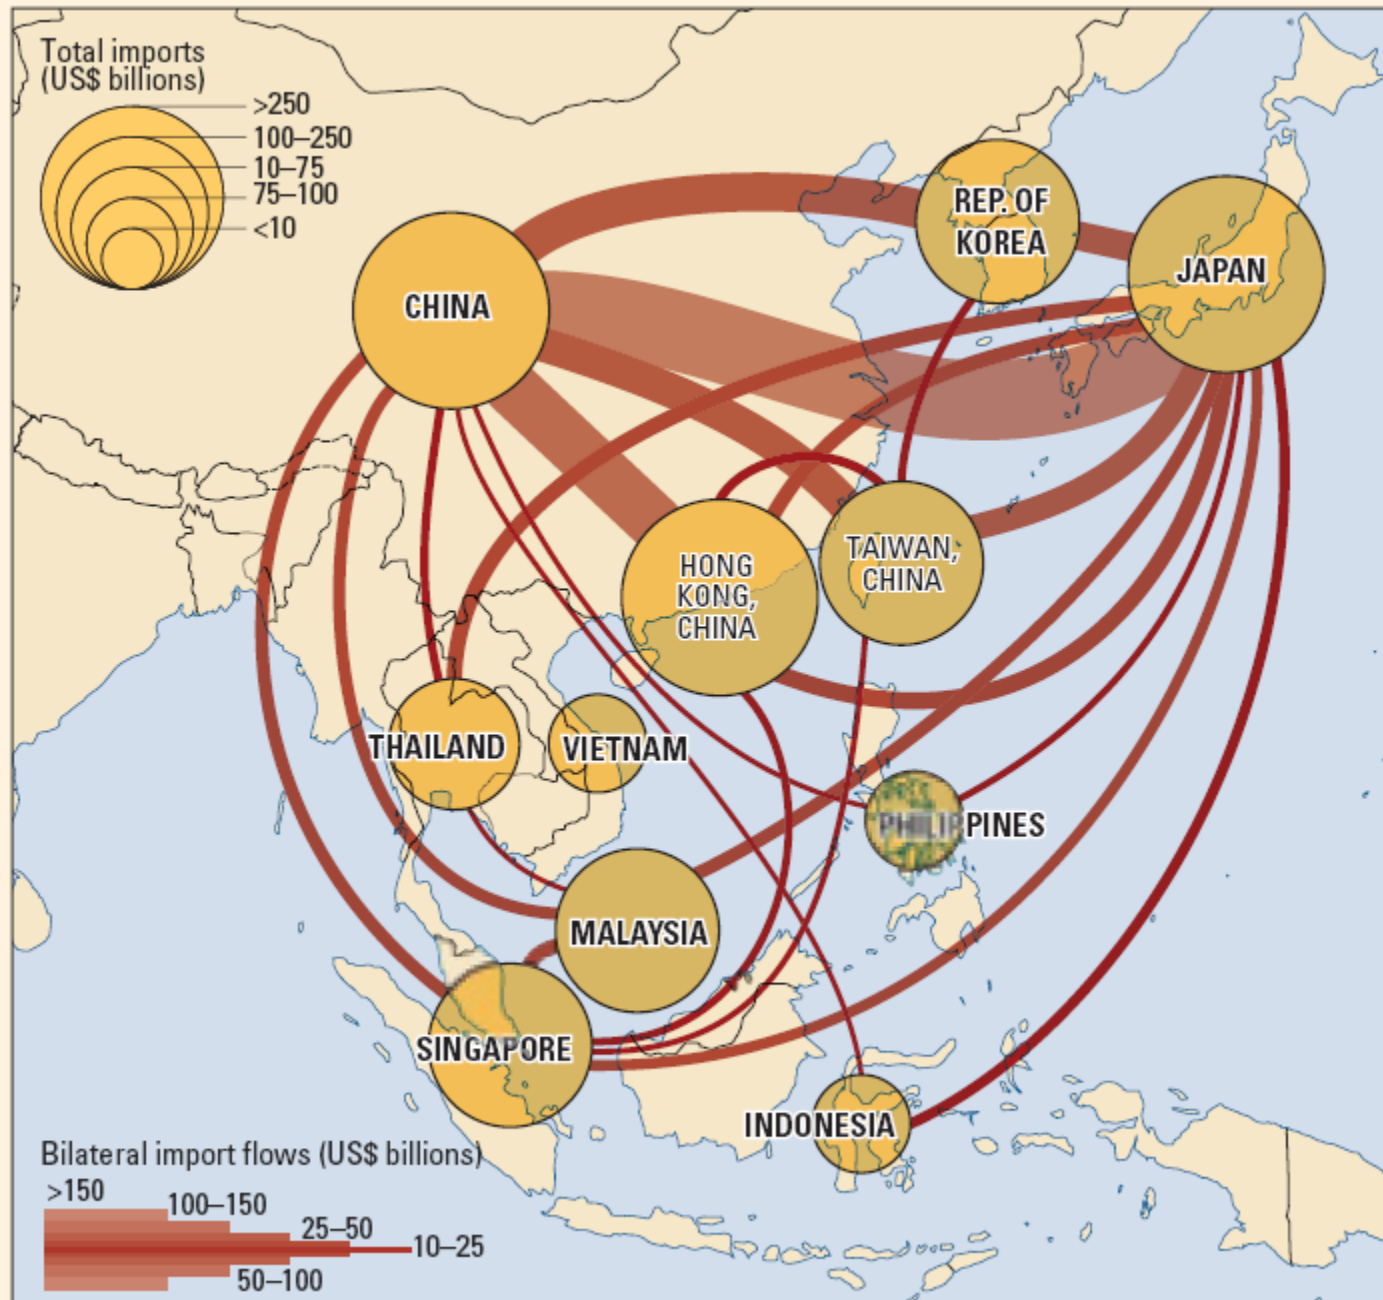 Total imports
(US$ billions)
>250
100–250
10–75
75–100
<10
REP. OF
KOREA
JAPAN
CHINA
HONG
KONG,
CHINA
TAIWAN,
CHINA
THAILAND
VIETNAM
PHILIPPINES
MALAYSIA
SINGAPORE
INDONESIA
Bilateral import flows (US$ billions)
>150
100–150
25–50
10–25
50–100